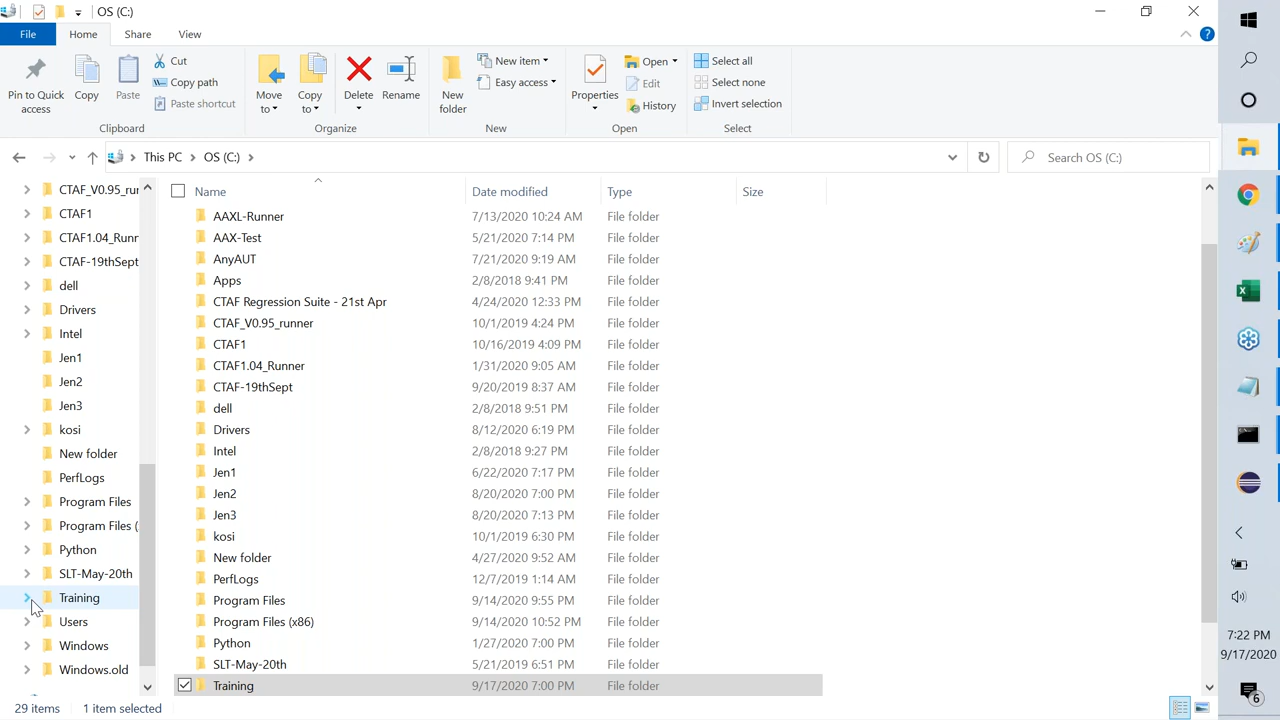 OS (C:)
File Home Share View
Pin to Quick access
Copy
Paste
Cut
Copy path
Paste shortcut
Clipboard
Move to
Copy to
Delete
Rename
Organize
New folder
New item
Easy access
New
Properties
Open
Edit
History
Open
Select all
Select none
Invert selection
Select
This PC OS (C:)
Search OS (C:)
CTAF_V0.95_rur
CTAF1
CTAF1.04_Runr
CTAF-19thSept
dell
Drivers
Intel
Jen1
Jen2
Jen3
kosi
New folder
PerfLogs
Program Files
Program Files (
Python
SLT-May-20th
Training
Users
Windows
Windows.old
Name Date modified Type Size
AAXL-Runner 7/13/2020 10:24 AM File folder
AAX-Test 5/21/2020 7:14 PM File folder
AnyAUT 7/21/2020 9:19 AM File folder
Apps 2/8/2018 9:41 PM File folder
CTAF Regression Suite - 21st Apr 4/24/2020 12:33 PM File folder
CTAF_V0.95_runner 10/1/2019 4:24 PM File folder
CTAF1 10/16/2019 4:09 PM File folder
CTAF1.04_Runner 1/31/2020 9:05 AM File folder
CTAF-19thSept 9/20/2019 8:37 AM File folder
dell 2/8/2018 9:51 PM File folder
Drivers 8/12/2020 6:19 PM File folder
Intel 2/8/2018 9:27 PM File folder
Jen1 6/22/2020 7:17 PM File folder
Jen2 8/20/2020 7:00 PM File folder
Jen3 8/20/2020 7:13 PM File folder
kosi 10/1/2019 6:30 PM File folder
New folder 4/27/2020 9:52 AM File folder
PerfLogs 12/7/2019 1:14 AM File folder
Program Files 9/14/2020 9:55 PM File folder
Program Files (x86) 9/14/2020 10:52 PM File folder
Python 1/27/2020 7:00 PM File folder
SLT-May-20th 5/21/2019 6:51 PM File folder
Training 9/17/2020 7:00 PM File folder
29 items 1 item selected
7:22 PM
9/17/2020
6